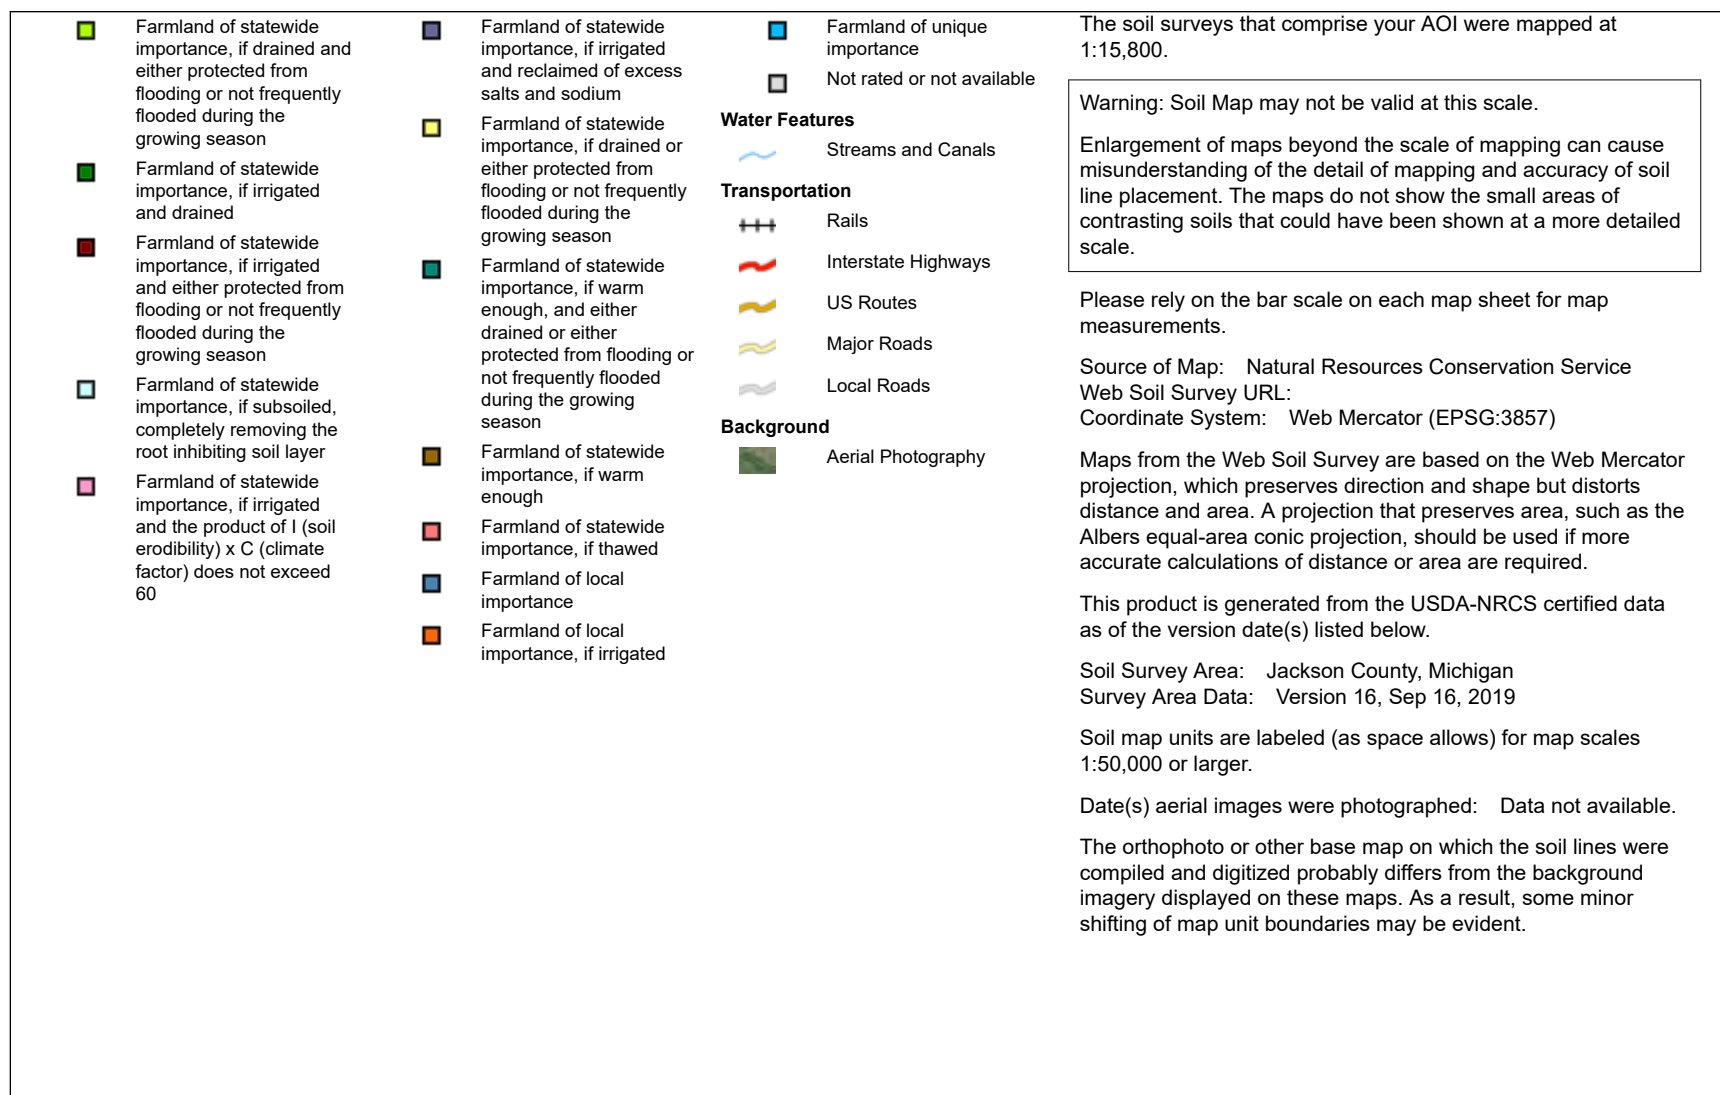 Farmland of statewide
importance, if drained and
either protected from
flooding or not frequently
flooded during the
growing season
Farmland of statewide
importance, if irrigated
and drained
Farmland of statewide
importance, if irrigated
and either protected from
flooding or not frequently
flooded during the
growing season
Farmland of statewide
importance, if subsoiled,
completely removing the
root inhibiting soil layer
Farmland of statewide
importance, if irrigated
and the product of I (soil
erodibility) x C (climate
factor) does not exceed
60
Farmland of statewide
importance, if irrigated
and reclaimed of excess
salts and sodium
Farmland of statewide
importance, if drained or
either protected from
flooding or not frequently
flooded during the
growing season
Farmland of statewide
importance, if warm
enough, and either
drained or either
protected from flooding or
not frequently flooded
during the growing
season
Farmland of statewide
importance, if warm
enough
Farmland of statewide
importance, if thawed
Farmland of local
importance
Farmland of local
importance, if irrigated
Farmland of unique
importance
Not rated or not available
Water Features
Streams and Canals
Transportation
Rails
Interstate Highways
US Routes
Major Roads
Local Roads
Background
Aerial Photography
The soil surveys that comprise your AOI were mapped at
1:15,800.
Warning: Soil Map may not be valid at this scale.
Enlargement of maps beyond the scale of mapping can cause
misunderstanding of the detail of mapping and accuracy of soil
line placement. The maps do not show the small areas of
contrasting soils that could have been shown at a more detailed
scale.
Please rely on the bar scale on each map sheet for map
measurements.
Source of Map: Natural Resources Conservation Service
Web Soil Survey URL:
Coordinate System: Web Mercator (EPSG:3857)
Maps from the Web Soil Survey are based on the Web Mercator
projection, which preserves direction and shape but distorts
distance and area. A projection that preserves area, such as the
Albers equal-area conic projection, should be used if more
accurate calculations of distance or area are required.
This product is generated from the USDA-NRCS certified data
as of the version date(s) listed below.
Soil Survey Area: Jackson County, Michigan
Survey Area Data: Version 16, Sep 16, 2019
Soil map units are labeled (as space allows) for map scales
1:50,000 or larger.
Date(s) aerial images were photographed: Data not available.
The orthophoto or other base map on which the soil lines were
compiled and digitized probably differs from the background
imagery displayed on these maps. As a result, some minor
shifting of map unit boundaries may be evident.